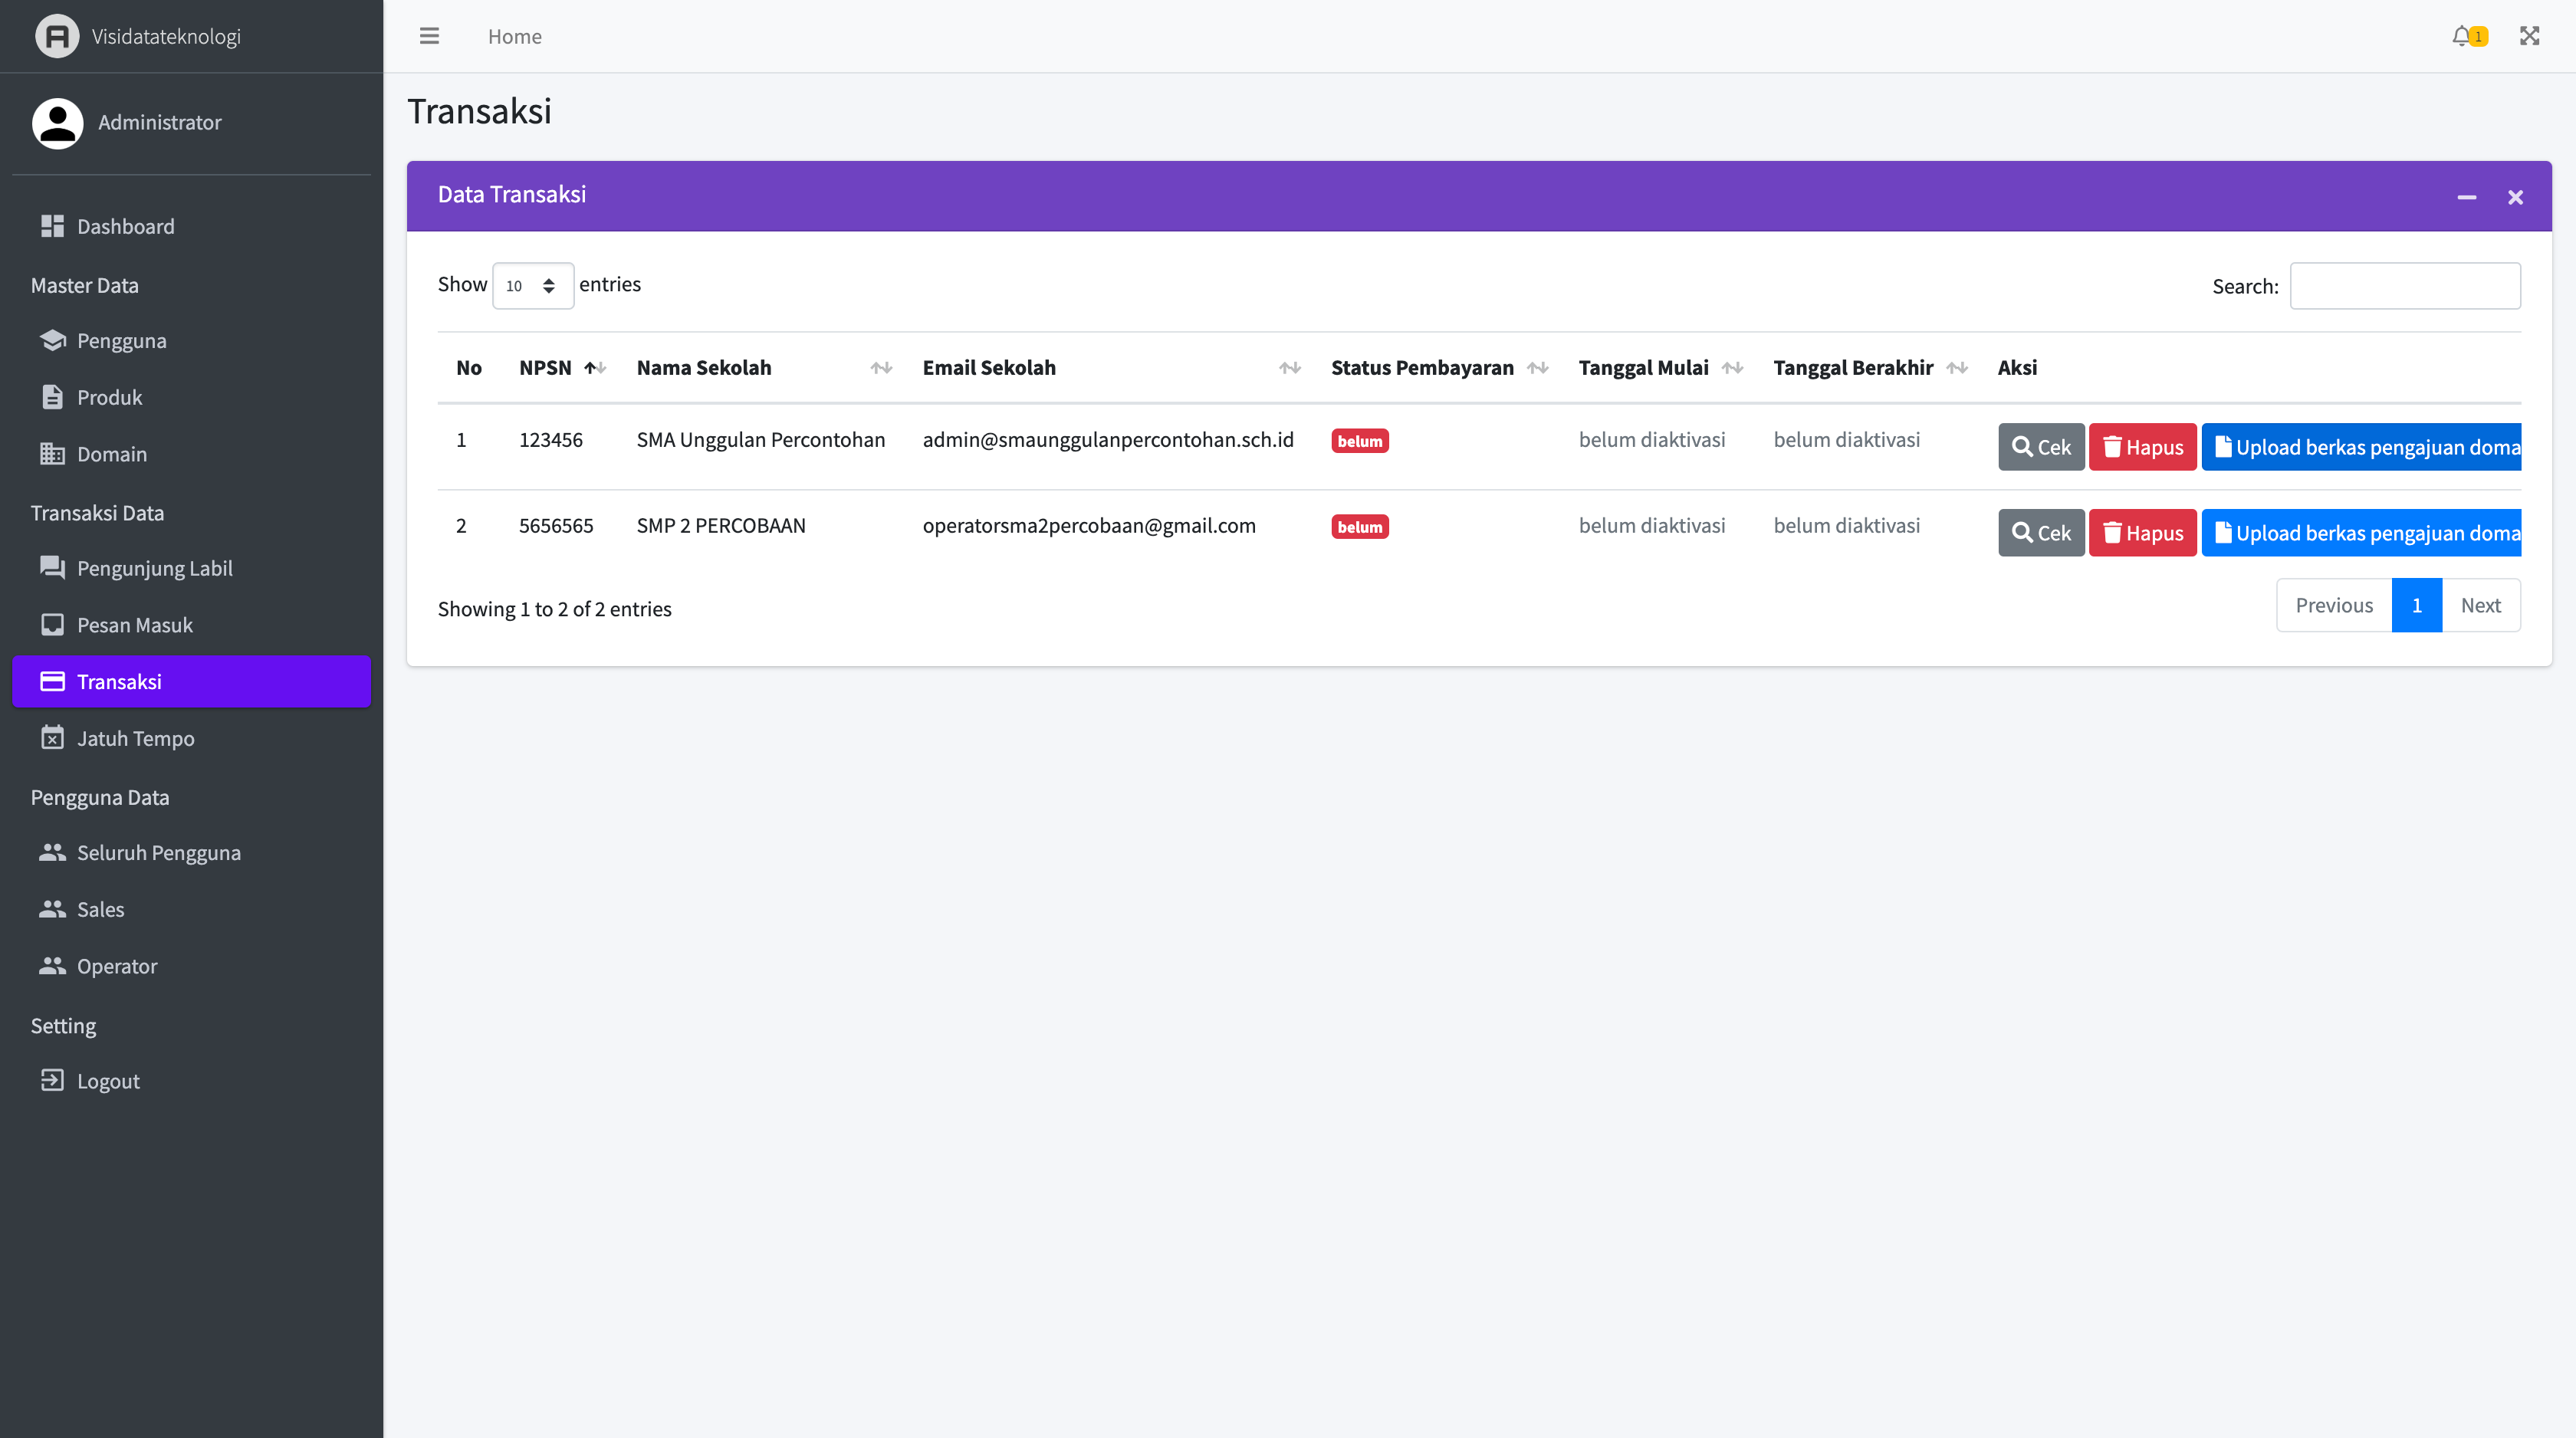 Visidatateknologi
Home
1
Administrator
Transaksi
Dashboard
Master Data
Pengguna
Produk
Domain
Transaksi Data
Pengunjung Labil
Pesan Masuk
Transaksi
Jatuh Tempo
Pengguna Data
Seluruh Pengguna
Sales
Operator
Setting
Logout
Data Transaksi
Show 10 entries
Search:
No NPSN Nama Sekolah Email Sekolah Status Pembayaran Tanggal Mulai Tanggal Berakhir Aksi
1 123456 SMA Unggulan Percontohan admin@smaunggulanpercontohan.sch.id belum belum diaktivasi belum diaktivasi Cek Hapus Upload berkas pengajuan doma
2 5656565 SMP 2 PERCOBAAN operatorsma2percobaan@gmail.com belum belum diaktivasi belum diaktivasi Cek Hapus Upload berkas pengajuan doma
Showing 1 to 2 of 2 entries
Previous 1 Next